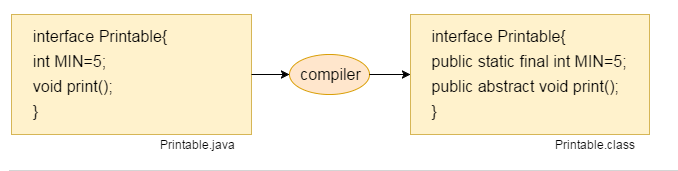 interface Printable{
int MIN=5;
void print();
}
Printable.java
compiler
interface Printable{
public static final int MIN=5;
public abstract void print();
}
Printable.class